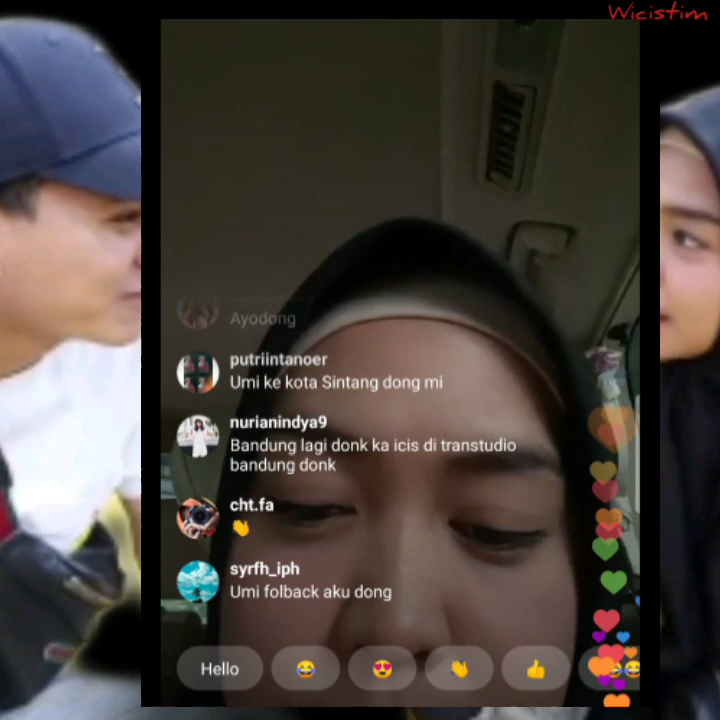 Wicistim
Ayodong
putriintanoer
Umi ke kota Sintang dong mi
nurianindya9
Bandung lagi donk ka icis di transtudio
bandung donk
cht.fa
👏
syrfh_iph
Umi folback aku dong
Hello 😂 😍 👏 👍 😂😂